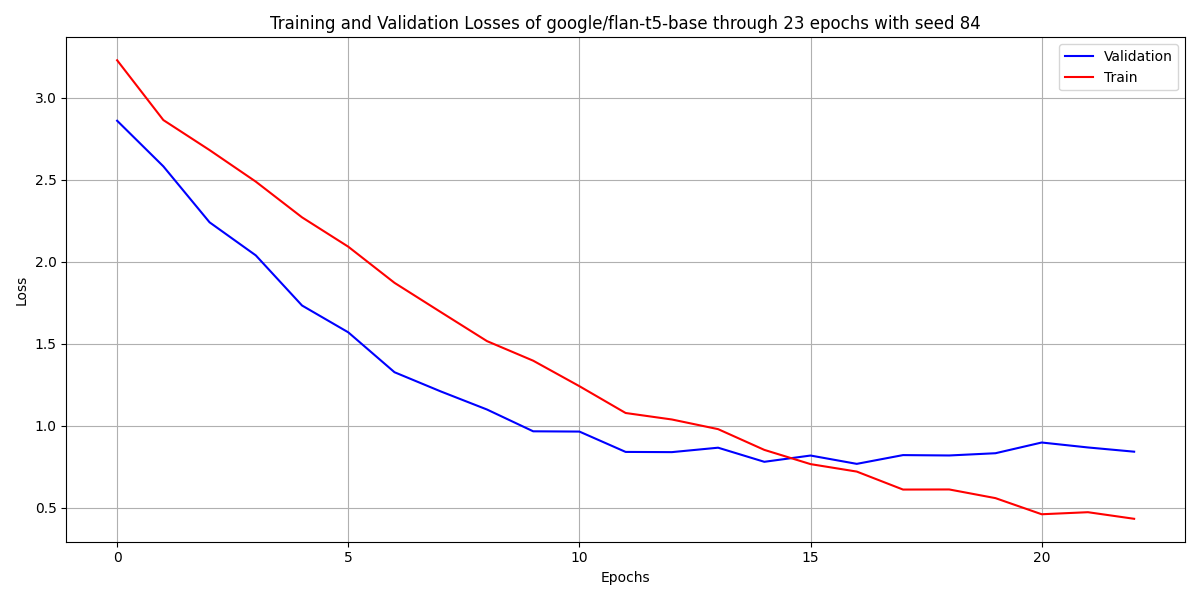 Training and Validation Losses of google/flan-t5-base through 23 epochs with seed 84
Validation
Train
3.0
2.5
2.0
1.5
1.0
0.5
Loss
0
5
10
15
20
Epochs